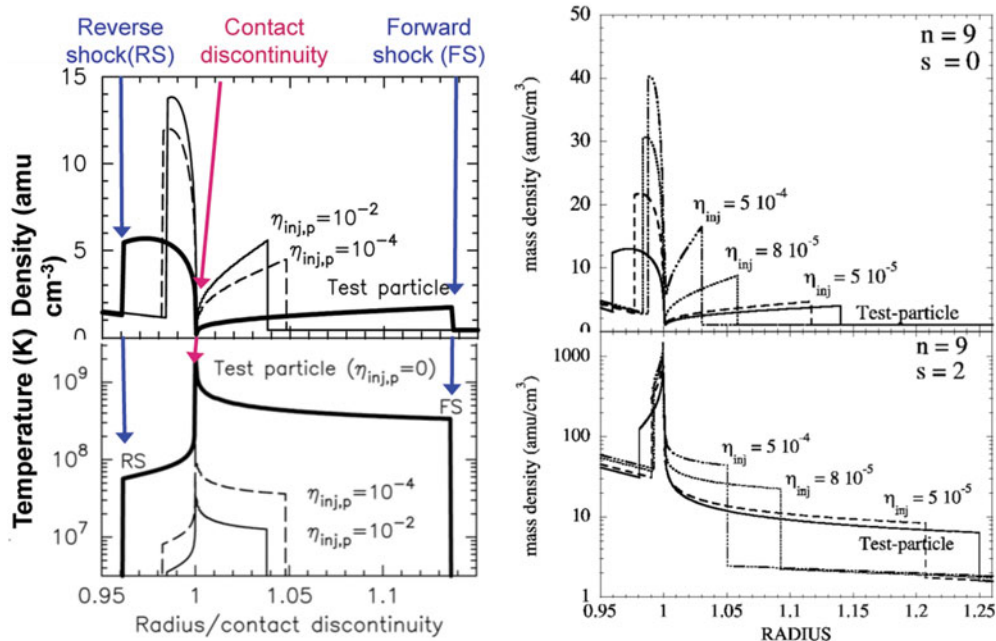 Reverse
shock(RS)
Contact
discontinuity
Forward
shock (FS)
Temperature (K) Density (amu
cm-3)
15
10
5
0
ηinj,p=10-2
ηinj,p=10-4
Test particle
10⁹
10⁸
10⁷
Test particle (ηinj,p=0)
FS
RS
ηinj,p=10-4
ηinj,p=10-2
0.95
1
1.05
1.1
Radius/contact discontinuity
mass density (amu/cm³)
50
40
30
20
10
0
n = 9
s = 0
ηinj = 5 10-4
ηinj = 8 10-5
ηinj = 5 10-5
Test-particle
mass density (amu/cm³)
1000
100
10
1
n = 9
s = 2
ηinj = 5 10-4
ηinj = 8 10-5
ηinj = 5 10-5
Test-particle
0.95
1
1.05
1.1
1.15
1.2
1.25
RADIUS